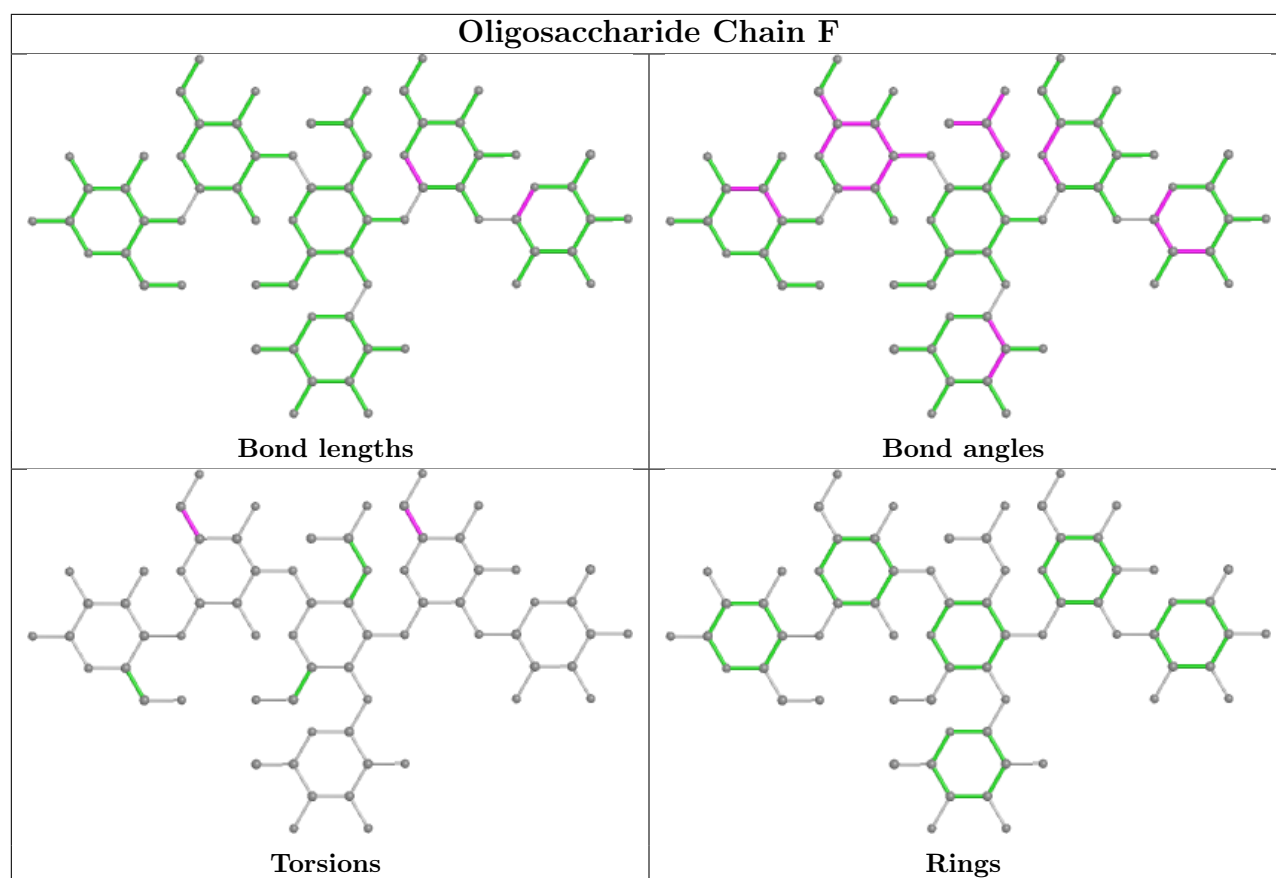 Oligosaccharide Chain F
Bond lengths
Bond angles
Torsions
Rings